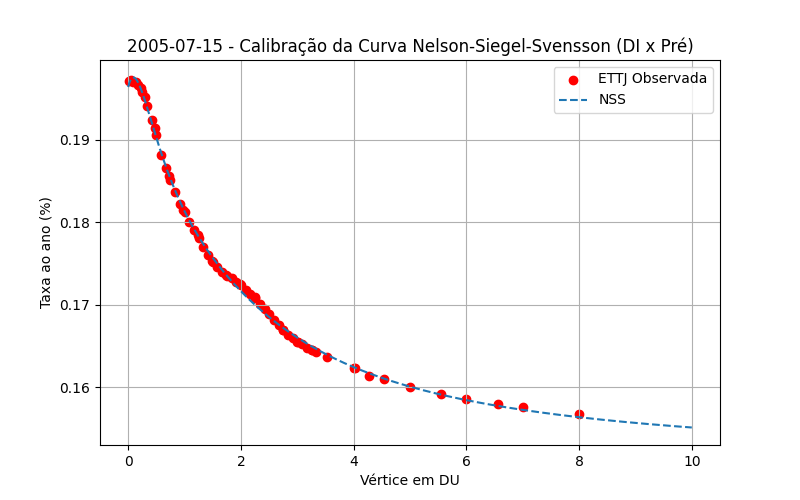 2005-07-15 - Calibração da Curva Nelson-Siegel-Svensson (DI x Pré)
ETTJ Observada
NSS
0.19
0.18
0.17
0.16
Taxa ao ano (%)
0 2 4 6 8 10
Vértice em DU